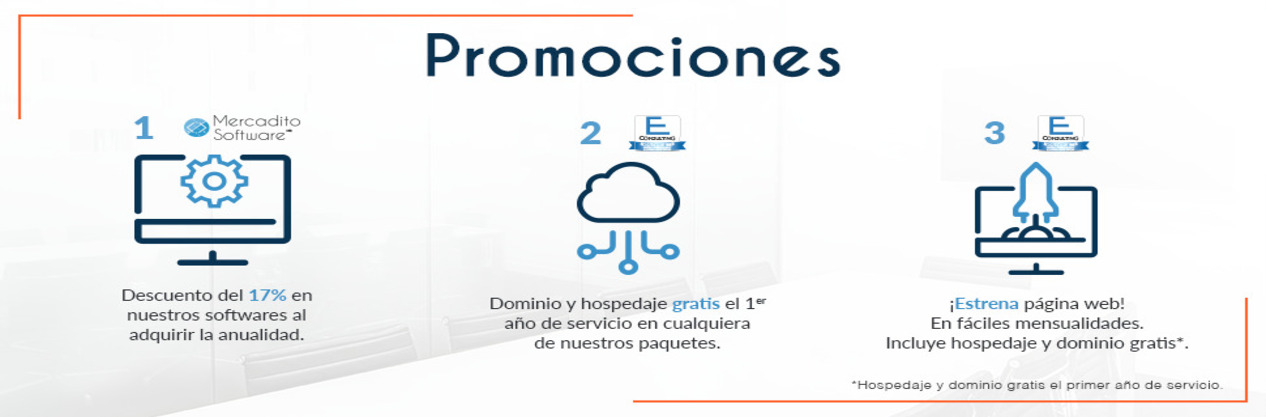 Promociones
1
Mercadito
Software
2
E
CONSULTING
3
E
CONSULTING
Descuento del 17% en
nuestros softwares al
adquirir la anualidad.
Dominio y hospedaje gratis el 1er
año de servicio en cualquiera
de nuestros paquetes.
¡Estrena página web!
En fáciles mensualidades.
Incluye hospedaje y dominio gratis*.
*Hospedaje y dominio gratis el primer año de servicio.